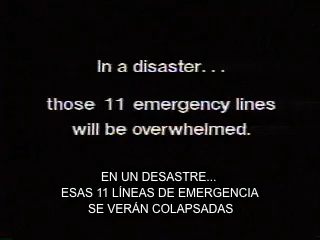 In a disaster. . .
those 11 emergency lines
will be overwhelmed.
EN UN DESASTRE...
ESAS 11 LÍNEAS DE EMERGENCIA
SE VERÁN COLAPSADAS